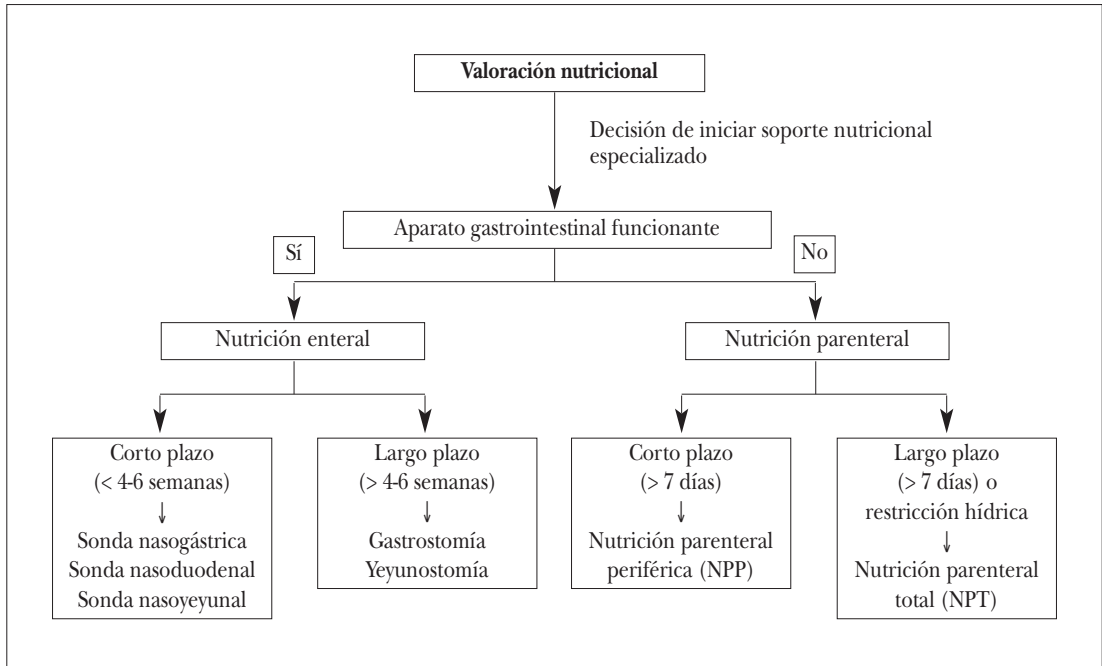 Valoración nutricional
Decisión de iniciar soporte nutricional
especializado
Aparato gastrointestinal funcionante
Sí
No
Nutrición enteral
Nutrición parenteral
Corto plazo
(< 4-6 semanas)
Sonda nasogástrica
Sonda nasoduodenal
Sonda nasoyeyunal
Largo plazo
(> 4-6 semanas)
Gastrostomía
Yeyunostomía
Corto plazo
(> 7 días)
Nutrición parenteral
periférica (NPP)
Largo plazo
(> 7 días) o
restricción hídrica
Nutrición parenteral
total (NPT)